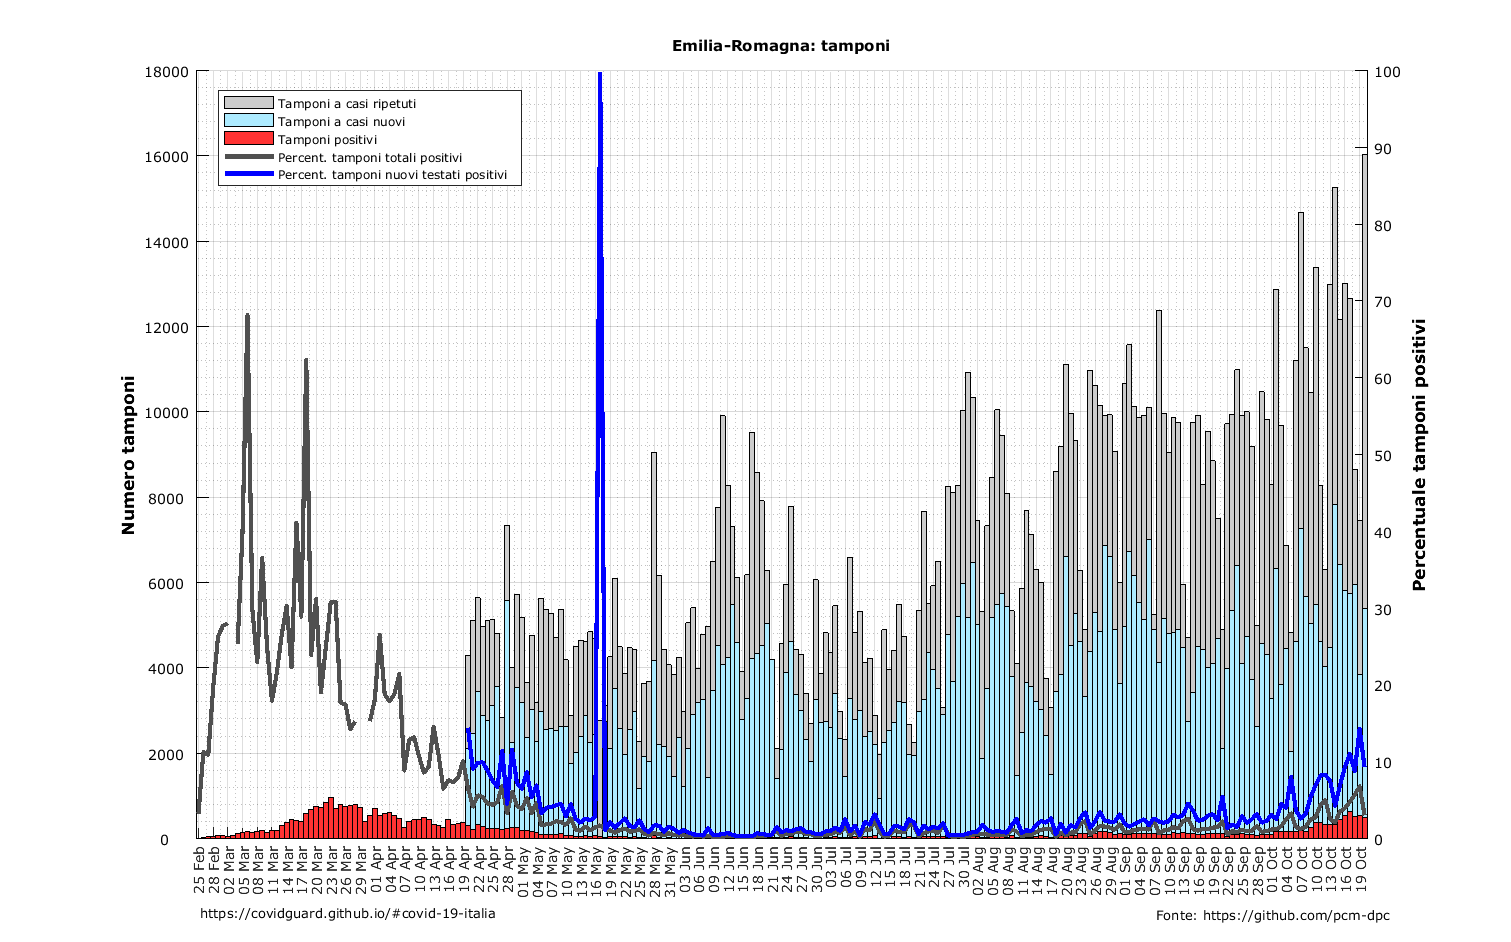 Emilia-Romagna: tamponi
18000
16000
14000
12000
10000
8000
6000
4000
2000
0
Numero tamponi
Tamponi a casi ripetuti
Tamponi a casi nuovi
Tamponi positivi
Percent. tamponi totali positivi
Percent. tamponi nuovi testati positivi
100
90
80
70
60
50
40
30
20
10
0
Percentuale tamponi positivi
25 Feb
28 Feb
02 Mar
05 Mar
08 Mar
11 Mar
14 Mar
17 Mar
20 Mar
23 Mar
26 Mar
29 Mar
01 Apr
04 Apr
07 Apr
10 Apr
13 Apr
16 Apr
19 Apr
22 Apr
25 Apr
28 Apr
01 May
04 May
07 May
10 May
13 May
16 May
19 May
22 May
25 May
28 May
31 May
03 Jun
06 Jun
09 Jun
12 Jun
15 Jun
18 Jun
21 Jun
24 Jun
27 Jun
30 Jun
03 Jul
06 Jul
09 Jul
12 Jul
15 Jul
18 Jul
21 Jul
24 Jul
27 Jul
30 Jul
02 Aug
05 Aug
08 Aug
11 Aug
14 Aug
17 Aug
20 Aug
23 Aug
26 Aug
29 Aug
01 Sep
04 Sep
07 Sep
10 Sep
13 Sep
16 Sep
19 Sep
22 Sep
25 Sep
28 Sep
01 Oct
04 Oct
07 Oct
10 Oct
13 Oct
16 Oct
19 Oct
https://covidguard.github.io/#covid-19-italia
Fonte: https://github.com/pcm-dpc